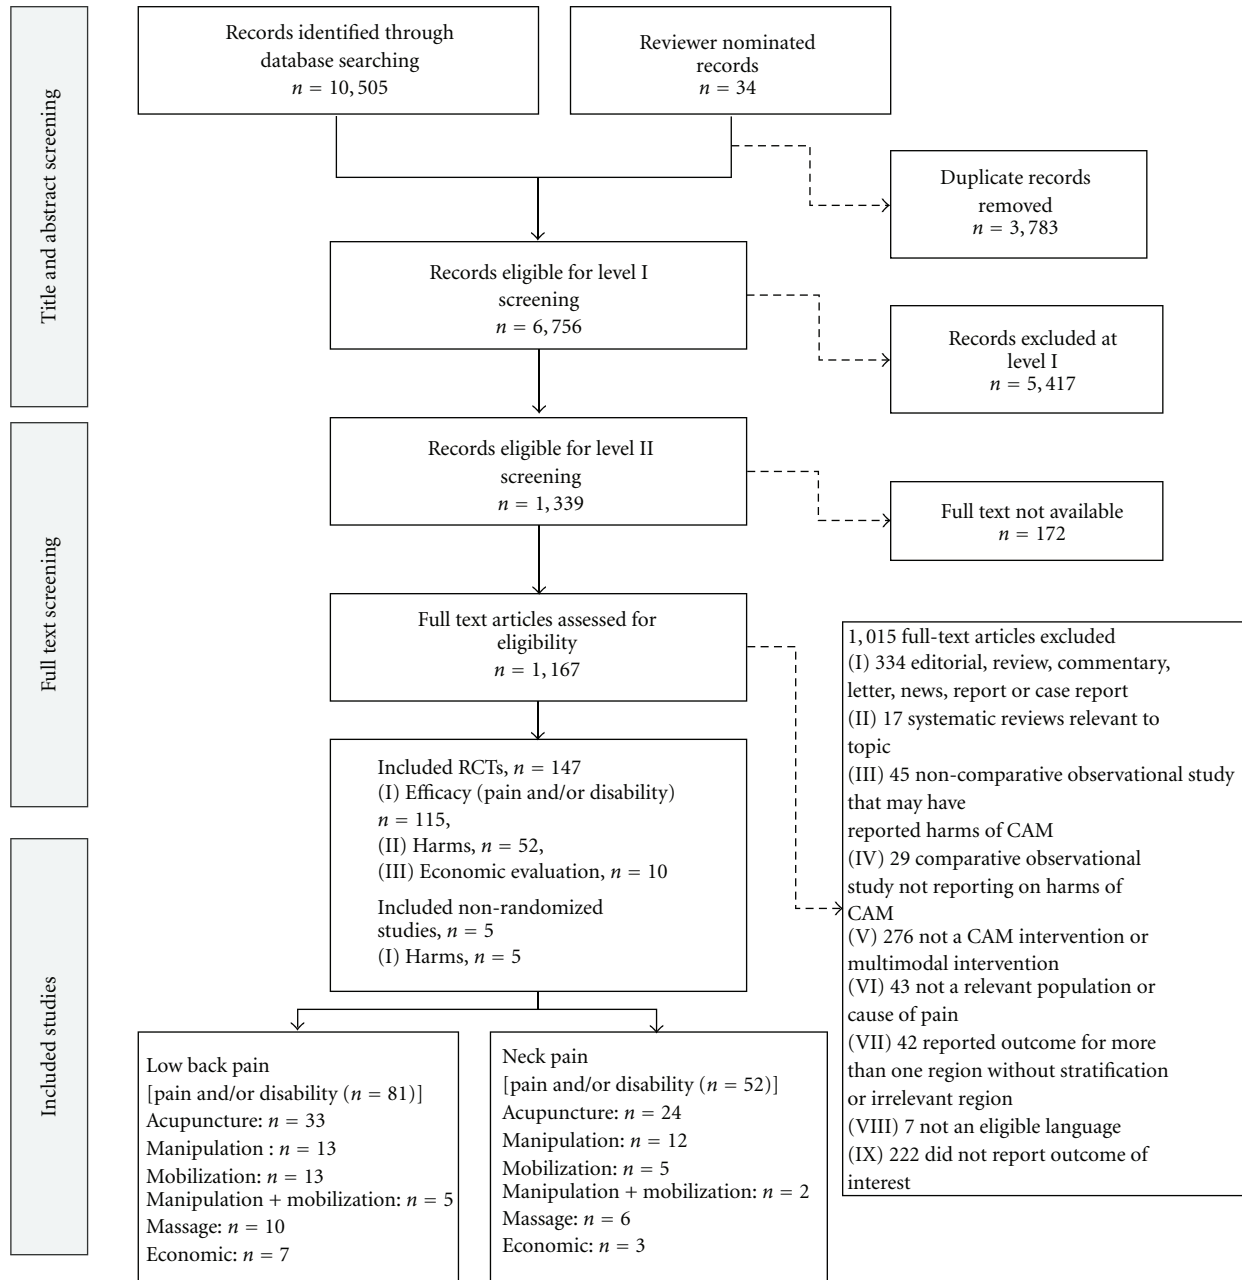 Title and abstract screening
Records identified through
database searching
n = 10,505
Reviewer nominated
records
n = 34
Duplicate records
removed
n = 3,783
Records eligible for level I
screening
n = 6,756
Records excluded at
level I
n = 5,417
Full text screening
Records eligible for level II
screening
n = 1,339
Full text not available
n = 172
Full text articles assessed for
eligibility
n = 1,167
1,015 full-text articles excluded
(I) 334 editorial, review, commentary,
letter, news, report or case report
(II) 17 systematic reviews relevant to
topic
(III) 45 non-comparative observational study
that may have
reported harms of CAM
(IV) 29 comparative observational
study not reporting on harms of
CAM
(V) 276 not a CAM intervention or
multimodal intervention
(VI) 43 not a relevant population or
cause of pain
(VII) 42 reported outcome for more
than one region without stratification
or irrelevant region
(VIII) 7 not an eligible language
(IX) 222 did not report outcome of
interest
Included studies
Included RCTs, n = 147
(I) Efficacy (pain and/or disability)
n = 115,
(II) Harms, n = 52,
(III) Economic evaluation, n = 10
Included non-randomized
studies, n = 5
(I) Harms, n = 5
Low back pain
[pain and/or disability (n = 81)]
Acupuncture: n = 33
Manipulation : n = 13
Mobilization: n = 13
Manipulation + mobilization: n = 5
Massage: n = 10
Economic: n = 7
Neck pain
[pain and/or disability (n = 52)]
Acupuncture: n = 24
Manipulation: n = 12
Mobilization: n = 5
Manipulation + mobilization: n = 2
Massage: n = 6
Economic: n = 3